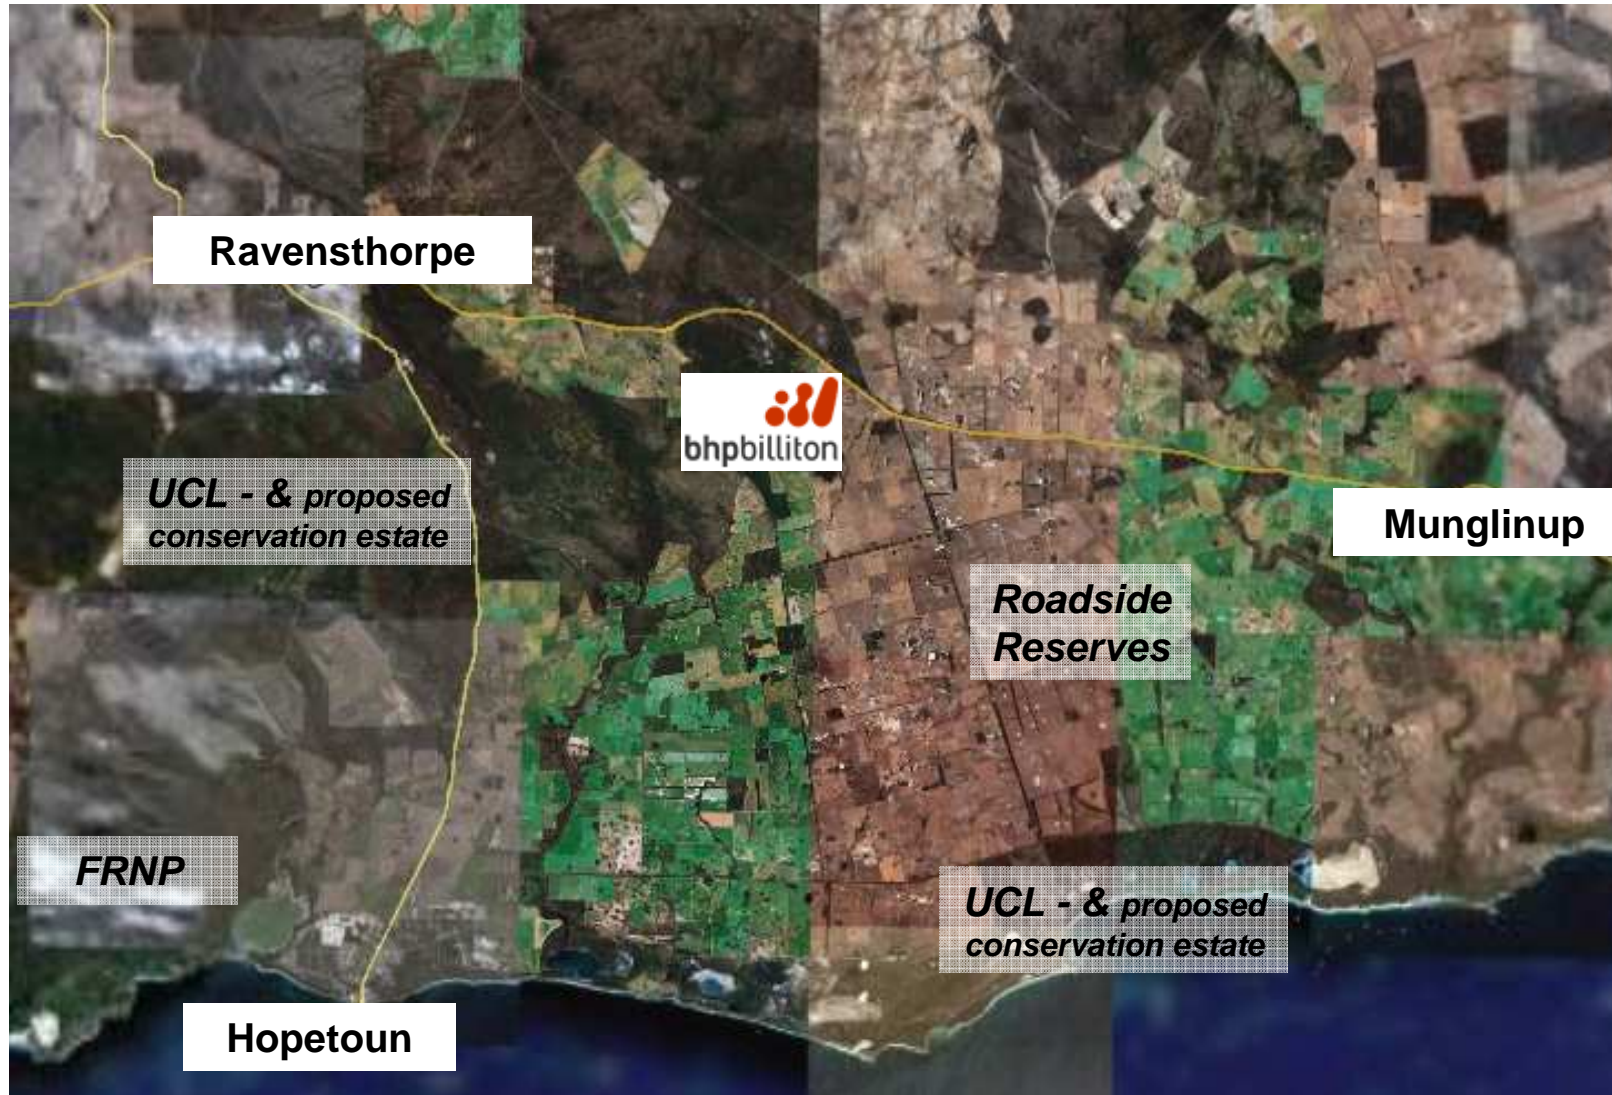 Ravensthorpe
bhpbilliton
UCL - & proposed
conservation estate
Munglinup
Roadside
Reserves
FRNP
UCL - & proposed
conservation estate
Hopetoun